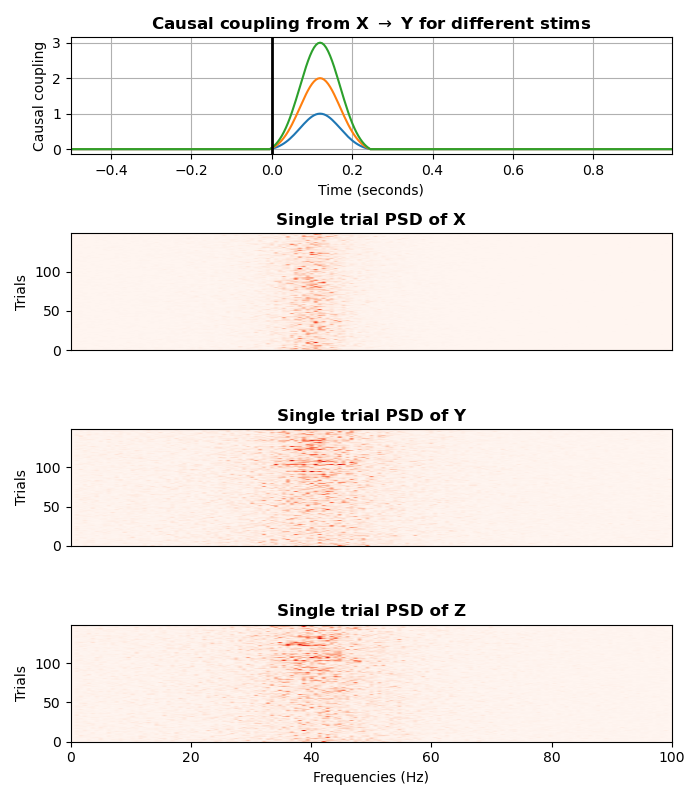 Causal coupling from X → Y for different stims
3
2
1
0
Causal coupling
−0.4 −0.2 0.0 0.2 0.4 0.6 0.8
Time (seconds)
Single trial PSD of X
100
50
0
Trials
Single trial PSD of Y
100
50
0
Trials
Single trial PSD of Z
100
50
0
Trials
0 20 40 60 80 100
Frequencies (Hz)